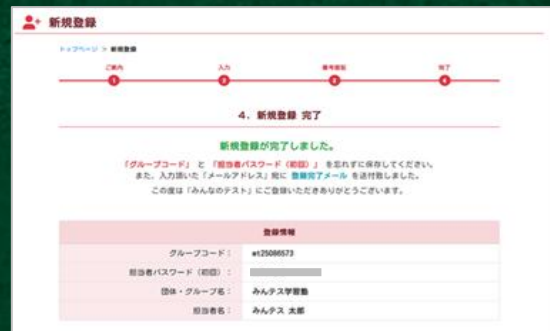 新規登録
トップページ > 新規登録
ご案内
入力
完了
1
2
3
4
4. 新規登録 完了
新規登録が完了しました。
「グループコード」 と 「担当者パスワード（初回）」 を忘れずに保存してください。
また、入力頂いた「メールアドレス」宛に 登録完了メール を送付致しました。
この度は「みんなのテスト」にご登録いただきありがとうございます。
登録情報
グループコード： at25086573
担当者パスワード（初回）：
団体・グループ名： みんテス学習塾
担当者名： みんテス 太郎